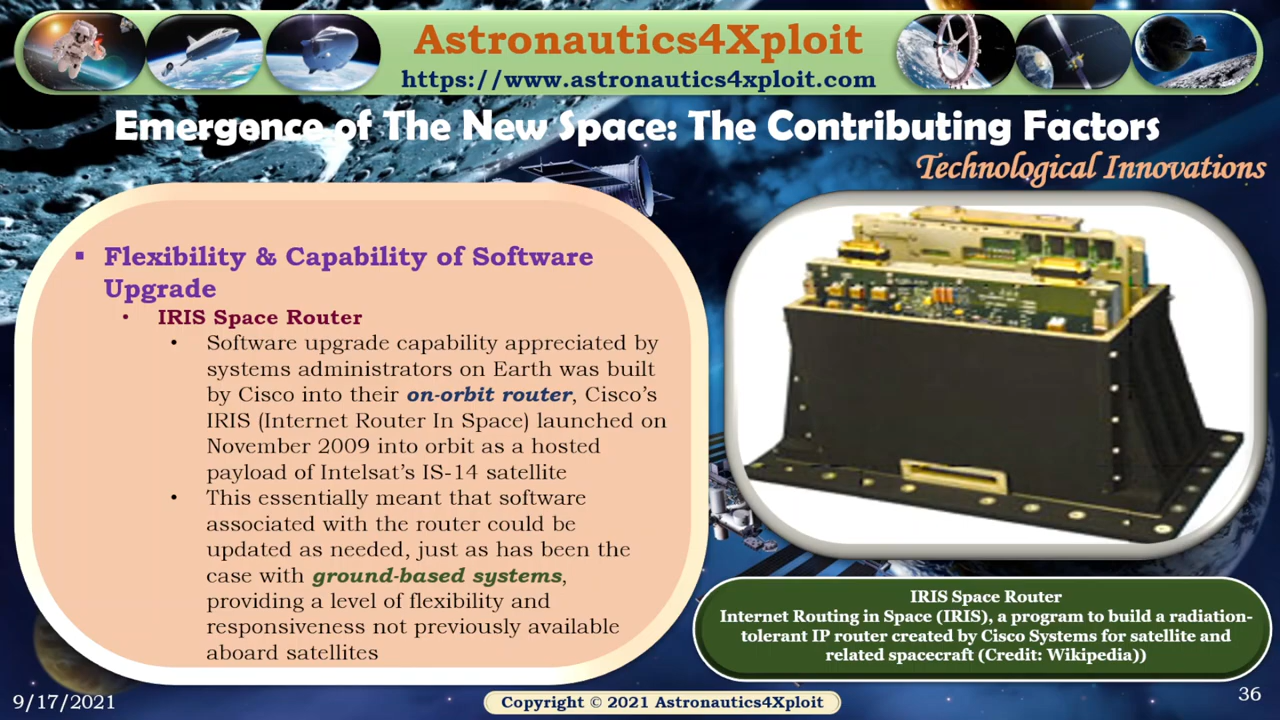 Astronautics4Xploit
https://www.astronautics4xploit.com
Emergence of The New Space: The Contributing Factors
Technological Innovations
▪ Flexibility & Capability of Software
Upgrade
• IRIS Space Router
• Software upgrade capability appreciated by
systems administrators on Earth was built
by Cisco into their on-orbit router, Cisco’s
IRIS (Internet Router In Space) launched on
November 2009 into orbit as a hosted
payload of Intelsat’s IS-14 satellite
• This essentially meant that software
associated with the router could be
updated as needed, just as has been the
case with ground-based systems,
providing a level of flexibility and
responsiveness not previously available
aboard satellites
IRIS Space Router
Internet Routing in Space (IRIS), a program to build a radiation-
tolerant IP router created by Cisco Systems for satellite and
related spacecraft (Credit: Wikipedia))
9/17/2021
Copyright © 2021 Astronautics4Xploit
36